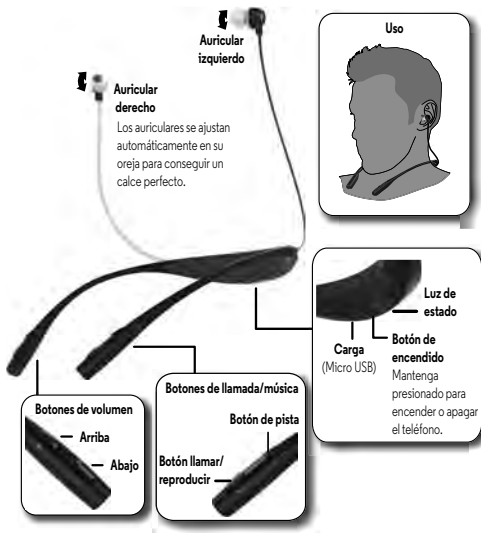 Auricular
izquierdo
Auricular
derecho
Los auriculares se ajustan
automáticamente en su
oreja para conseguir un
calce perfecto.
Uso
Luz de
estado
Carga
(Micro USB)
Botón de
encendido
Mantenga
presionado para
encender o apagar
el teléfono.
Botones de volumen
Arriba
Abajo
Botones de llamada/música
Botón de pista
Botón llamar/
reproducir